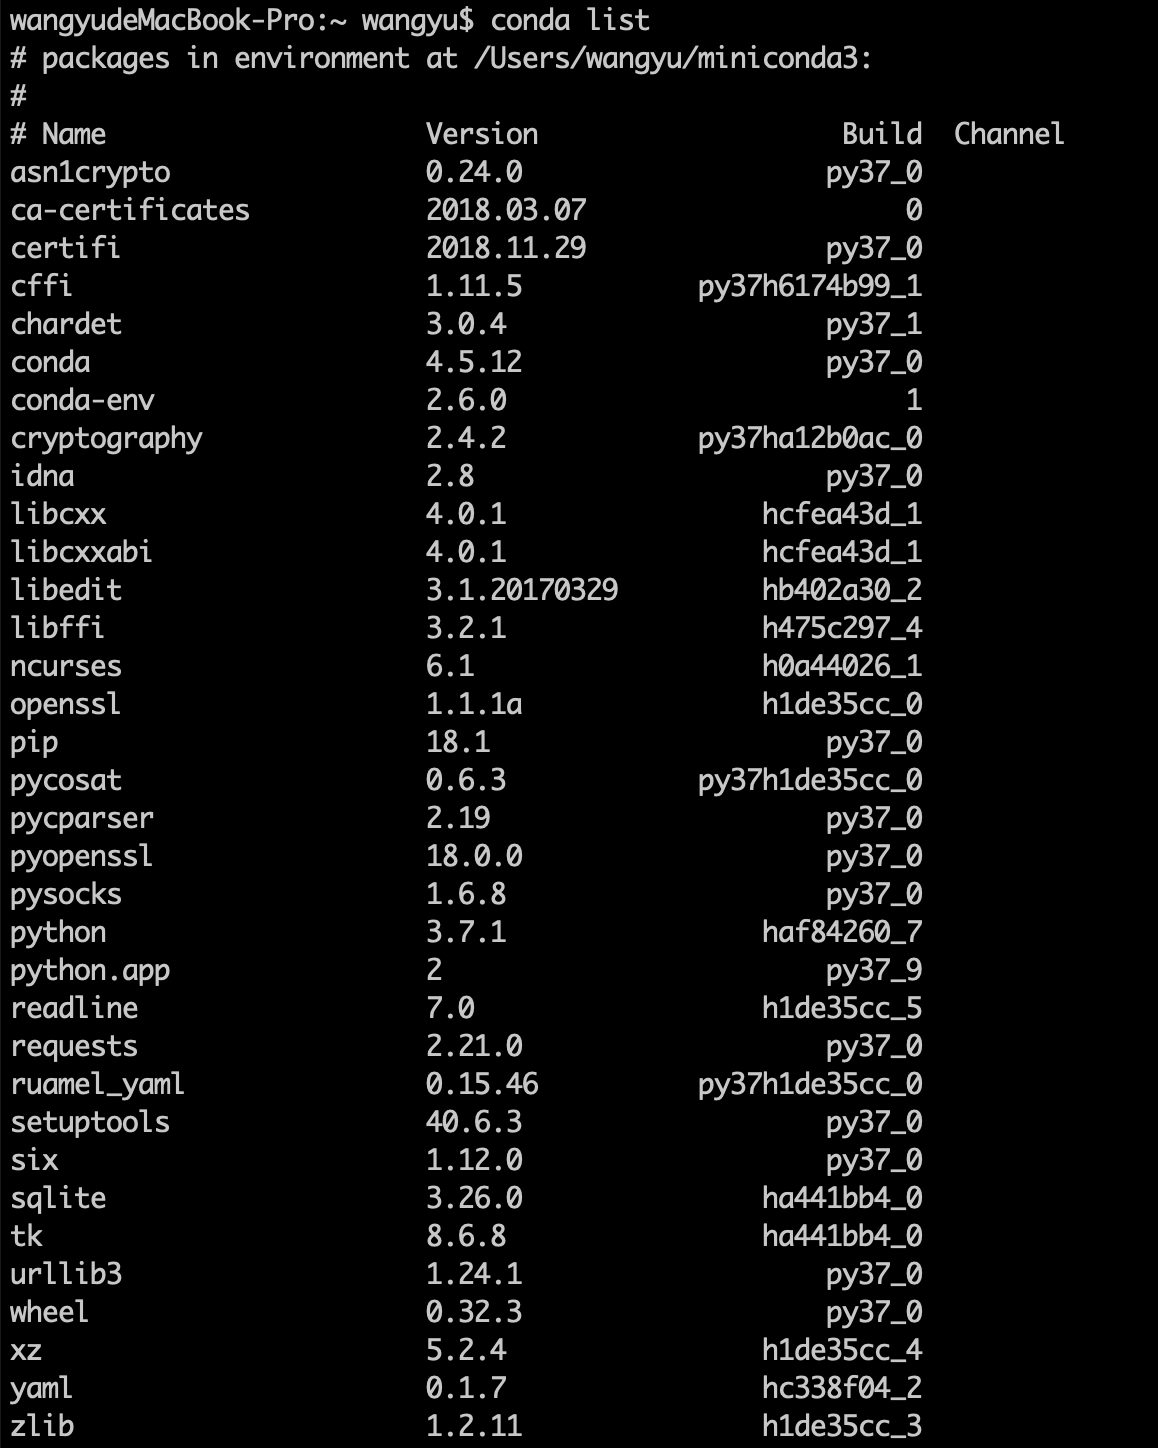 wangyudeMacBook-Pro:~ wangyu$ conda list
# packages in environment at /Users/wangyu/miniconda3:
#
# Name                    Version                   Build  Channel
asn1crypto                0.24.0                   py37_0
ca-certificates           2018.03.07                    0
certifi                   2018.11.29               py37_0
cffi                      1.11.5           py37h6174b99_1
chardet                   3.0.4                    py37_1
conda                     4.5.12                   py37_0
conda-env                 2.6.0                         1
cryptography              2.4.2            py37ha12b0ac_0
idna                      2.8                      py37_0
libcxx                    4.0.1                hcfea43d_1
libcxxabi                 4.0.1                hcfea43d_1
libedit                   3.1.20170329         hb402a30_2
libffi                    3.2.1                h475c297_4
ncurses                   6.1                  h0a44026_1
openssl                   1.1.1a               h1de35cc_0
pip                       18.1                     py37_0
pycosat                   0.6.3            py37h1de35cc_0
pycparser                 2.19                     py37_0
pyopenssl                 18.0.0                   py37_0
pysocks                   1.6.8                    py37_0
python                    3.7.1                haf84260_7
python.app                2                        py37_9
readline                  7.0                  h1de35cc_5
requests                  2.21.0                   py37_0
ruamel_yaml               0.15.46          py37h1de35cc_0
setuptools                40.6.3                   py37_0
six                       1.12.0                   py37_0
sqlite                    3.26.0               ha441bb4_0
tk                        8.6.8                ha441bb4_0
urllib3                   1.24.1                   py37_0
wheel                     0.32.3                   py37_0
xz                        5.2.4                h1de35cc_4
yaml                      0.1.7                hc338f04_2
zlib                      1.2.11               h1de35cc_3